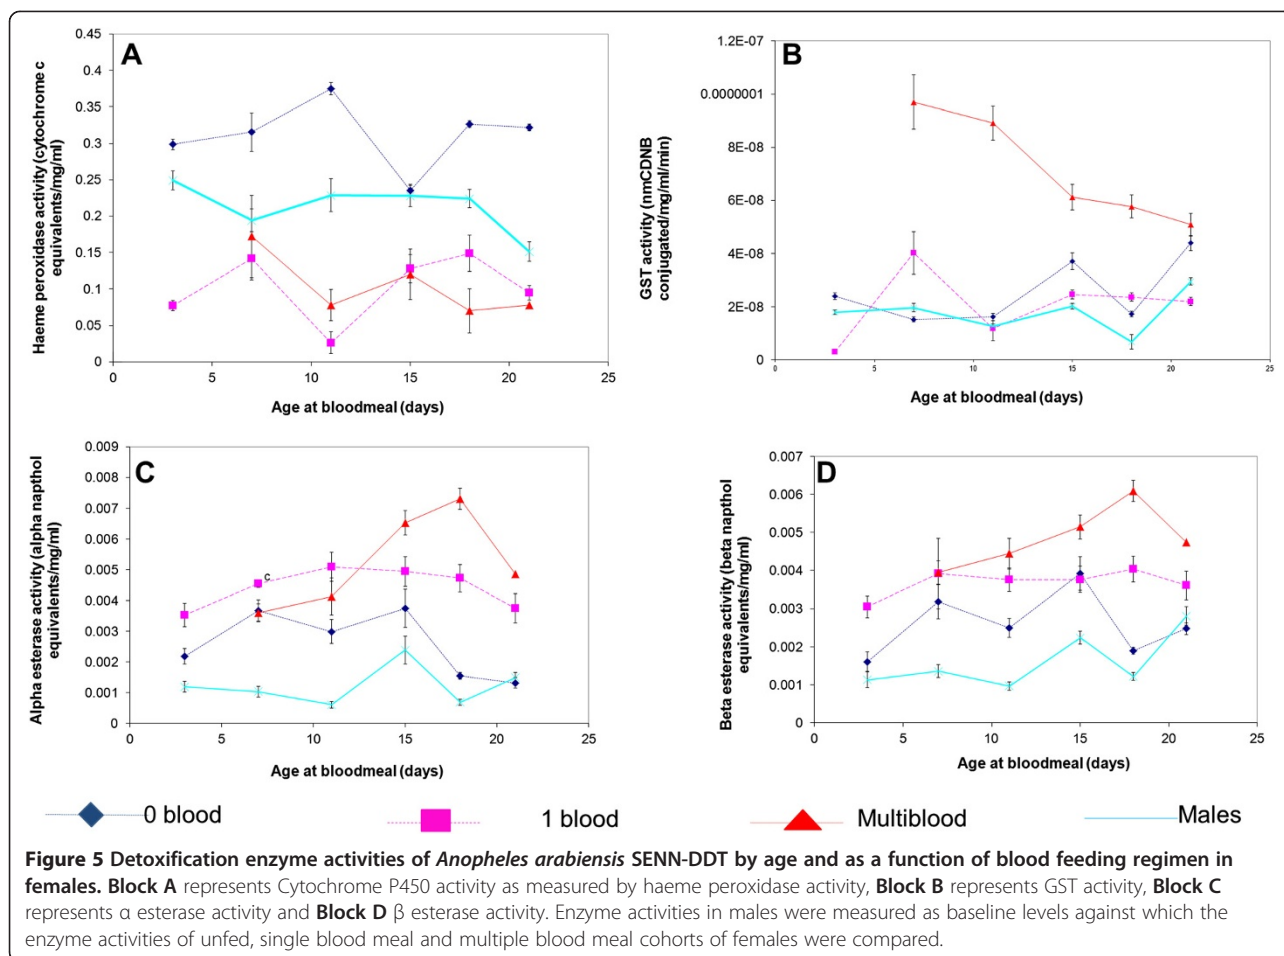 A
Haeme peroxidase activity (cytochrome c
equivalents/mg/ml)
0.45
0.4
0.35
0.3
0.25
0.2
0.15
0.1
0.05
0
0 5 10 15 20 25
Age at bloodmeal (days)
B
GST activity (nmCDNB
conjugated/mg/ml/min)
1.2E-07
0.0000001
8E-08
6E-08
4E-08
2E-08
0
0 5 10 15 20 25
Age at bloodmeal (days)
C
Alpha esterase activity (alpha napthol
equivalents/mg/ml)
0.009
0.008
0.007
0.006
0.005
0.004
0.003
0.002
0.001
0
c
0 5 10 15 20 25
Age at bloodmeal (days)
D
Beta esterase activity (beta napthol
equivalents/mg/ml)
0.007
0.006
0.005
0.004
0.003
0.002
0.001
0
0 5 10 15 20 25
Age at bloodmeal (days)
0 blood 1 blood Multiblood Males
Figure 5 Detoxification enzyme activities of Anopheles arabiensis SENN-DDT by age and as a function of blood feeding regimen in
females. Block A represents Cytochrome P450 activity as measured by haeme peroxidase activity, Block B represents GST activity, Block C
represents α esterase activity and Block D β esterase activity. Enzyme activities in males were measured as baseline levels against which the
enzyme activities of unfed, single blood meal and multiple blood meal cohorts of females were compared.